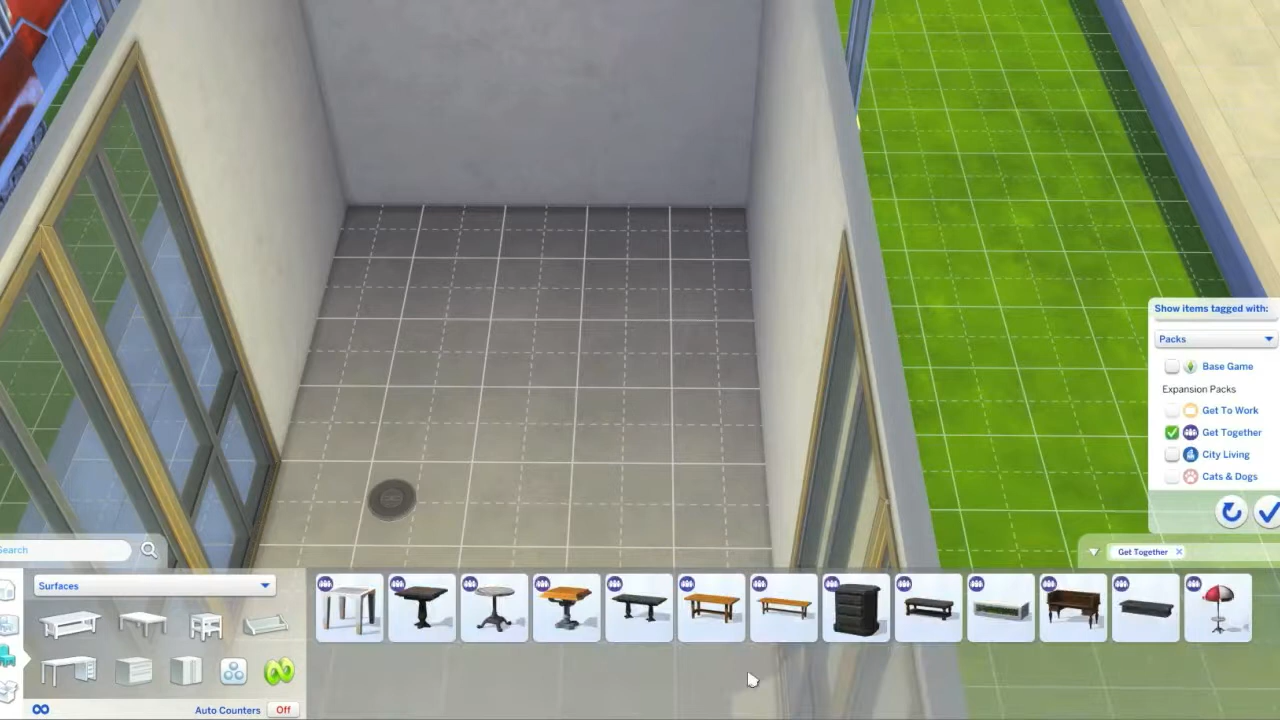 Show items tagged with:
Packs
Base Game
Expansion Packs
Get To Work
Get Together
City Living
Cats & Dogs
Search
Get Together
Surfaces
Auto Counters Off